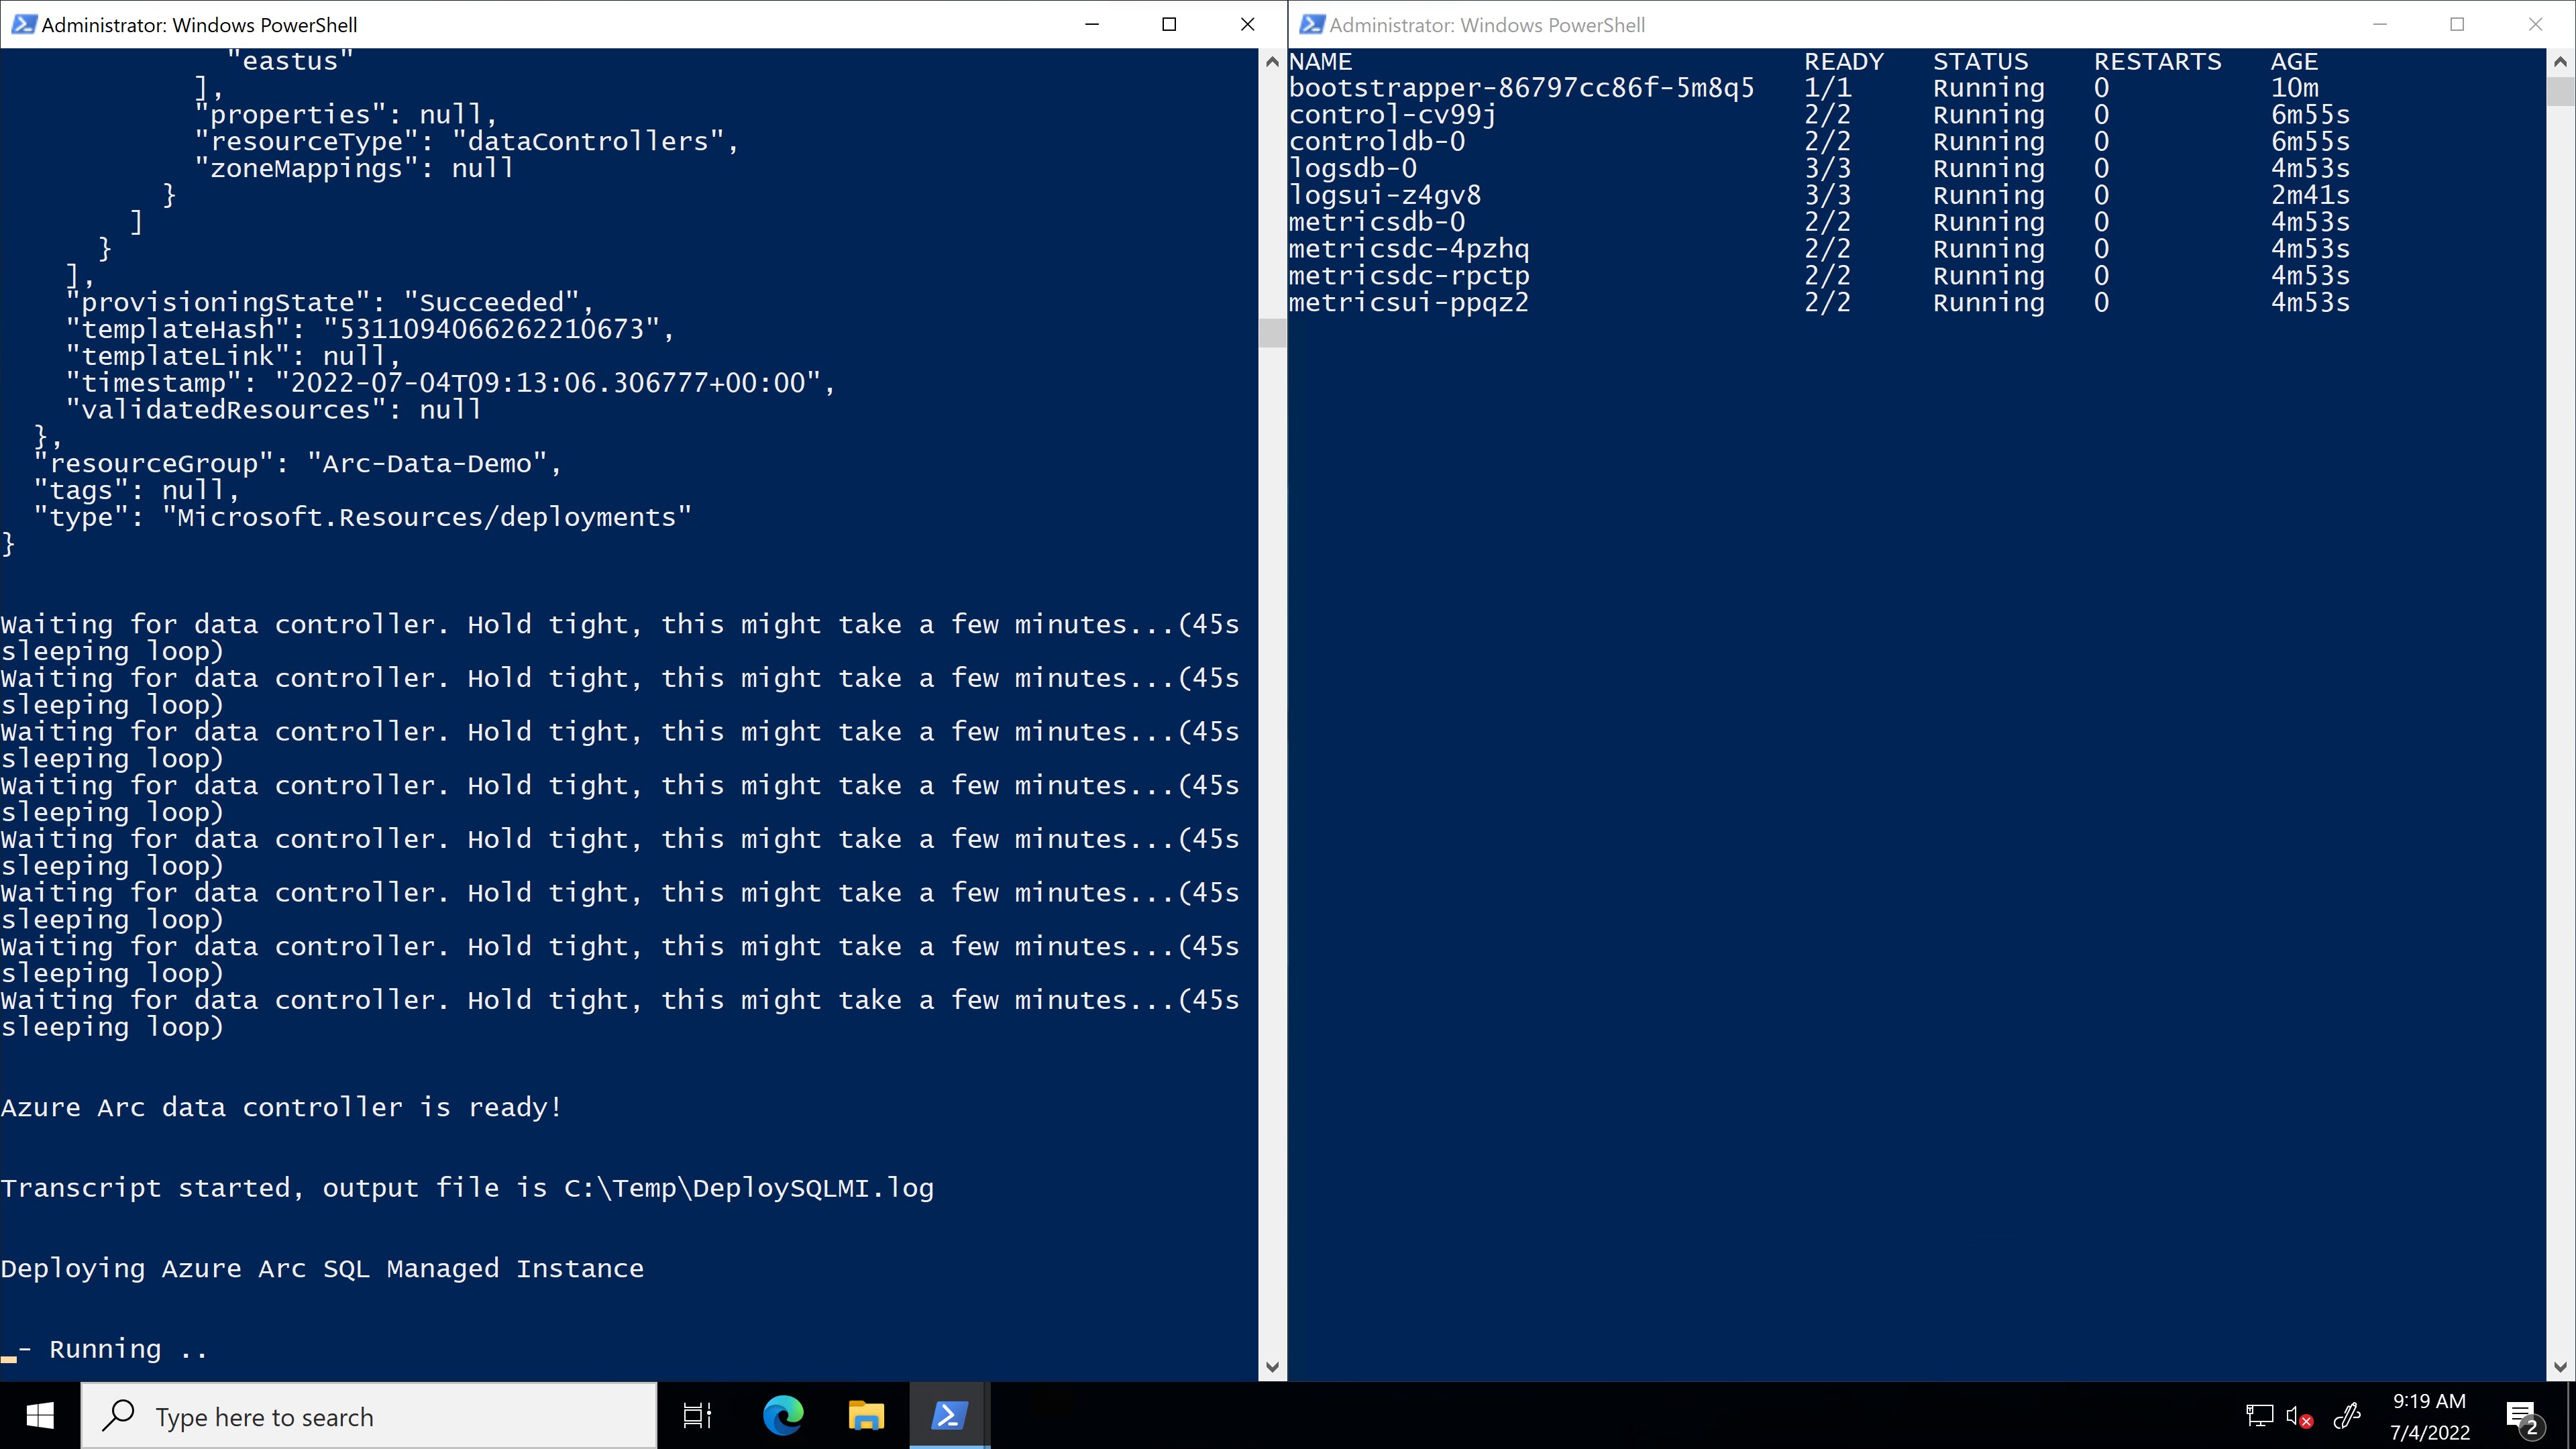 Administrator: Windows PowerShell
"eastus"
],
"properties": null,
"resourceType": "dataControllers",
"zoneMappings": null
}
]
}
],
"provisioningState": "Succeeded",
"templateHash": "5311094066262210673",
"templateLink": null,
"timestamp": "2022-07-04T09:13:06.306777+00:00",
"validatedResources": null
},
"resourceGroup": "Arc-Data-Demo",
"tags": null,
"type": "Microsoft.Resources/deployments"
}
Waiting for data controller. Hold tight, this might take a few minutes...(45s
sleeping loop)
Waiting for data controller. Hold tight, this might take a few minutes...(45s
sleeping loop)
Waiting for data controller. Hold tight, this might take a few minutes...(45s
sleeping loop)
Waiting for data controller. Hold tight, this might take a few minutes...(45s
sleeping loop)
Waiting for data controller. Hold tight, this might take a few minutes...(45s
sleeping loop)
Waiting for data controller. Hold tight, this might take a few minutes...(45s
sleeping loop)
Waiting for data controller. Hold tight, this might take a few minutes...(45s
sleeping loop)
Waiting for data controller. Hold tight, this might take a few minutes...(45s
sleeping loop)
Azure Arc data controller is ready!
Transcript started, output file is C:\Temp\DeploySQLMI.log
Deploying Azure Arc SQL Managed Instance
- Running ..
Administrator: Windows PowerShell
NAME READY STATUS RESTARTS AGE
bootstrapper-86797cc86f-5m8q5 1/1 Running 0 10m
control-cv99j 2/2 Running 0 6m55s
controldb-0 2/2 Running 0 6m55s
logsdb-0 3/3 Running 0 4m53s
logsui-z4gv8 3/3 Running 0 2m41s
metricsdb-0 2/2 Running 0 4m53s
metricsdc-4pzhq 2/2 Running 0 4m53s
metricsdc-rpctp 2/2 Running 0 4m53s
metricsui-ppqz2 2/2 Running 0 4m53s
Type here to search
9:19 AM
7/4/2022
2